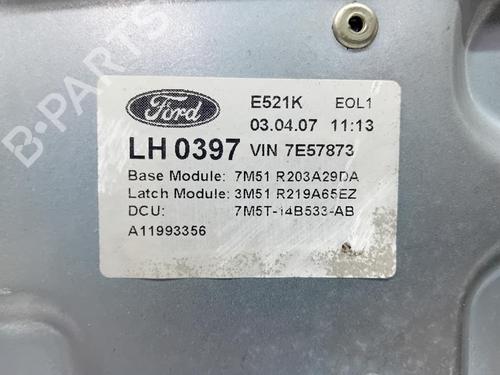 Ford
E521K EOL1
03.04.07 11:13
LH 0397 VIN 7E57873
Base Module: 7M51 R203A29DA
Latch Module: 3M51 R219A65EZ
DCU: 7M5T-14B533-AB
A11993356